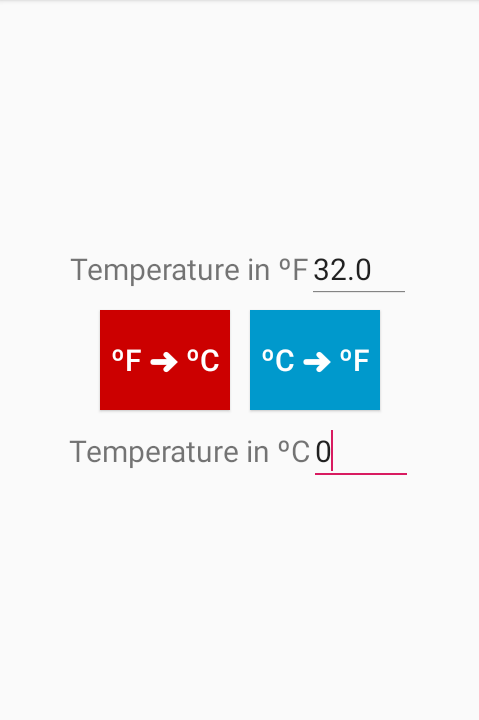 Temperature in ºF 32.0
ºF ➜ ºC ºC ➜ ºF
Temperature in ºC 0